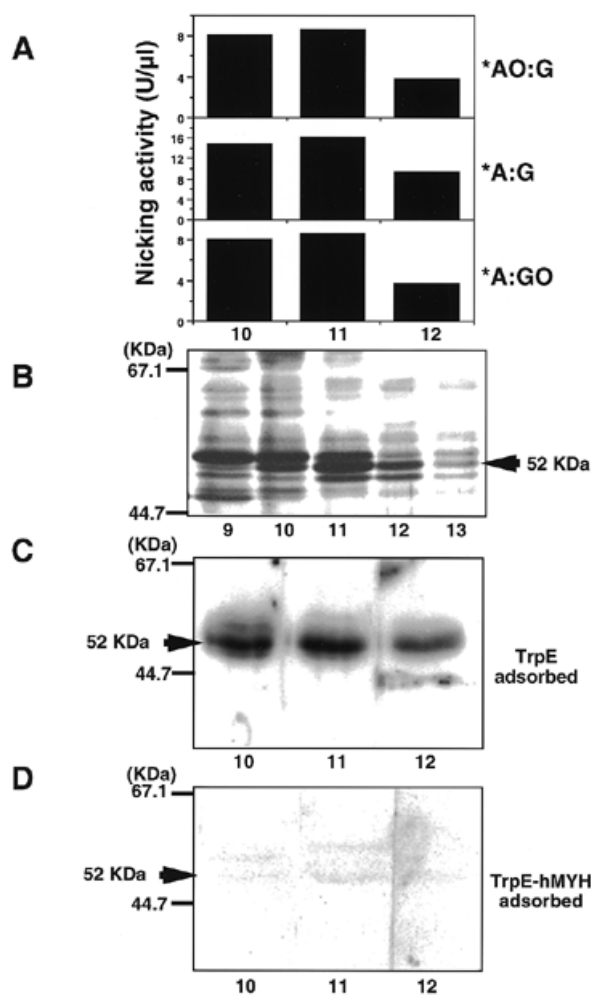 A
Nicking activity (U/µl)
8
4
0
*AO:G
16
12
8
4
0
*A:G
8
4
0
*A:GO
10 11 12
B
(KDa)
67.1
52 KDa
44.7
9 10 11 12 13
C
(KDa)
67.1
52 KDa
44.7
TrpE
adsorbed
10 11 12
D
(KDa)
67.1
52 KDa
44.7
TrpE-hMYH
adsorbed
10 11 12